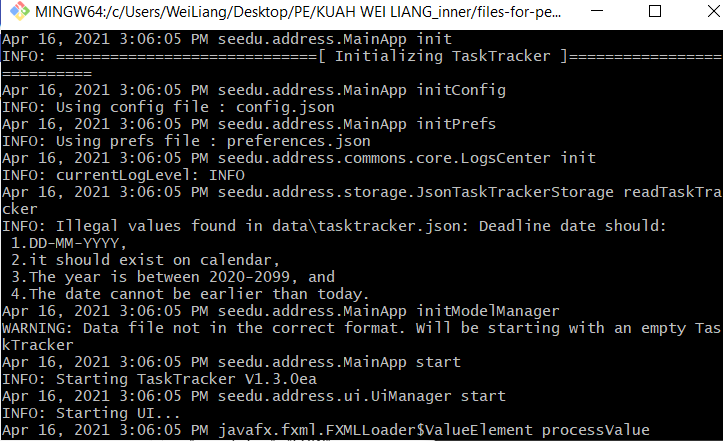 MINGW64:/c/Users/WeiLiang/Desktop/PE/KUAH WEI LIANG_inner/files-for-pe...
Apr 16, 2021 3:06:05 PM seedu.address.MainApp init
INFO: =============================[ Initializing TaskTracker ]=================
==========
Apr 16, 2021 3:06:05 PM seedu.address.MainApp initConfig
INFO: Using config file : config.json
Apr 16, 2021 3:06:05 PM seedu.address.MainApp initPrefs
INFO: Using prefs file : preferences.json
Apr 16, 2021 3:06:05 PM seedu.address.commons.core.LogsCenter init
INFO: currentLogLevel: INFO
Apr 16, 2021 3:06:05 PM seedu.address.storage.JsonTaskTrackerStorage readTaskTra
cker
INFO: Illegal values found in data\tasktracker.json: Deadline date should:
1.DD-MM-YYYY,
2.it should exist on calendar,
3.The year is between 2020-2099, and
4.The date cannot be earlier than today.
Apr 16, 2021 3:06:05 PM seedu.address.MainApp initModelManager
WARNING: Data file not in the correct format. Will be starting with an empty Tas
kTracker
Apr 16, 2021 3:06:05 PM seedu.address.MainApp start
INFO: Starting TaskTracker V1.3.0ea
Apr 16, 2021 3:06:05 PM seedu.address.ui.UiManager start
INFO: Starting UI...
Apr 16, 2021 3:06:05 PM javafx.fxml.FXMLLoader$ValueElement processValue